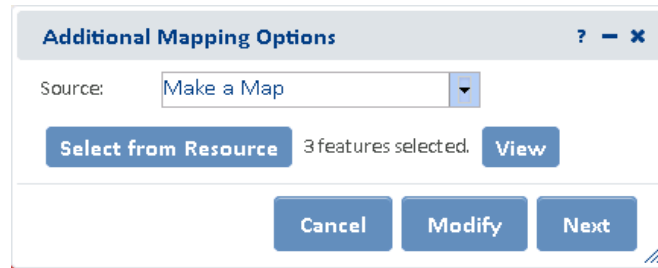 Additional Mapping Options ? – ×
Source: Make a Map
Select from Resource 3 features selected. View
Cancel Modify Next